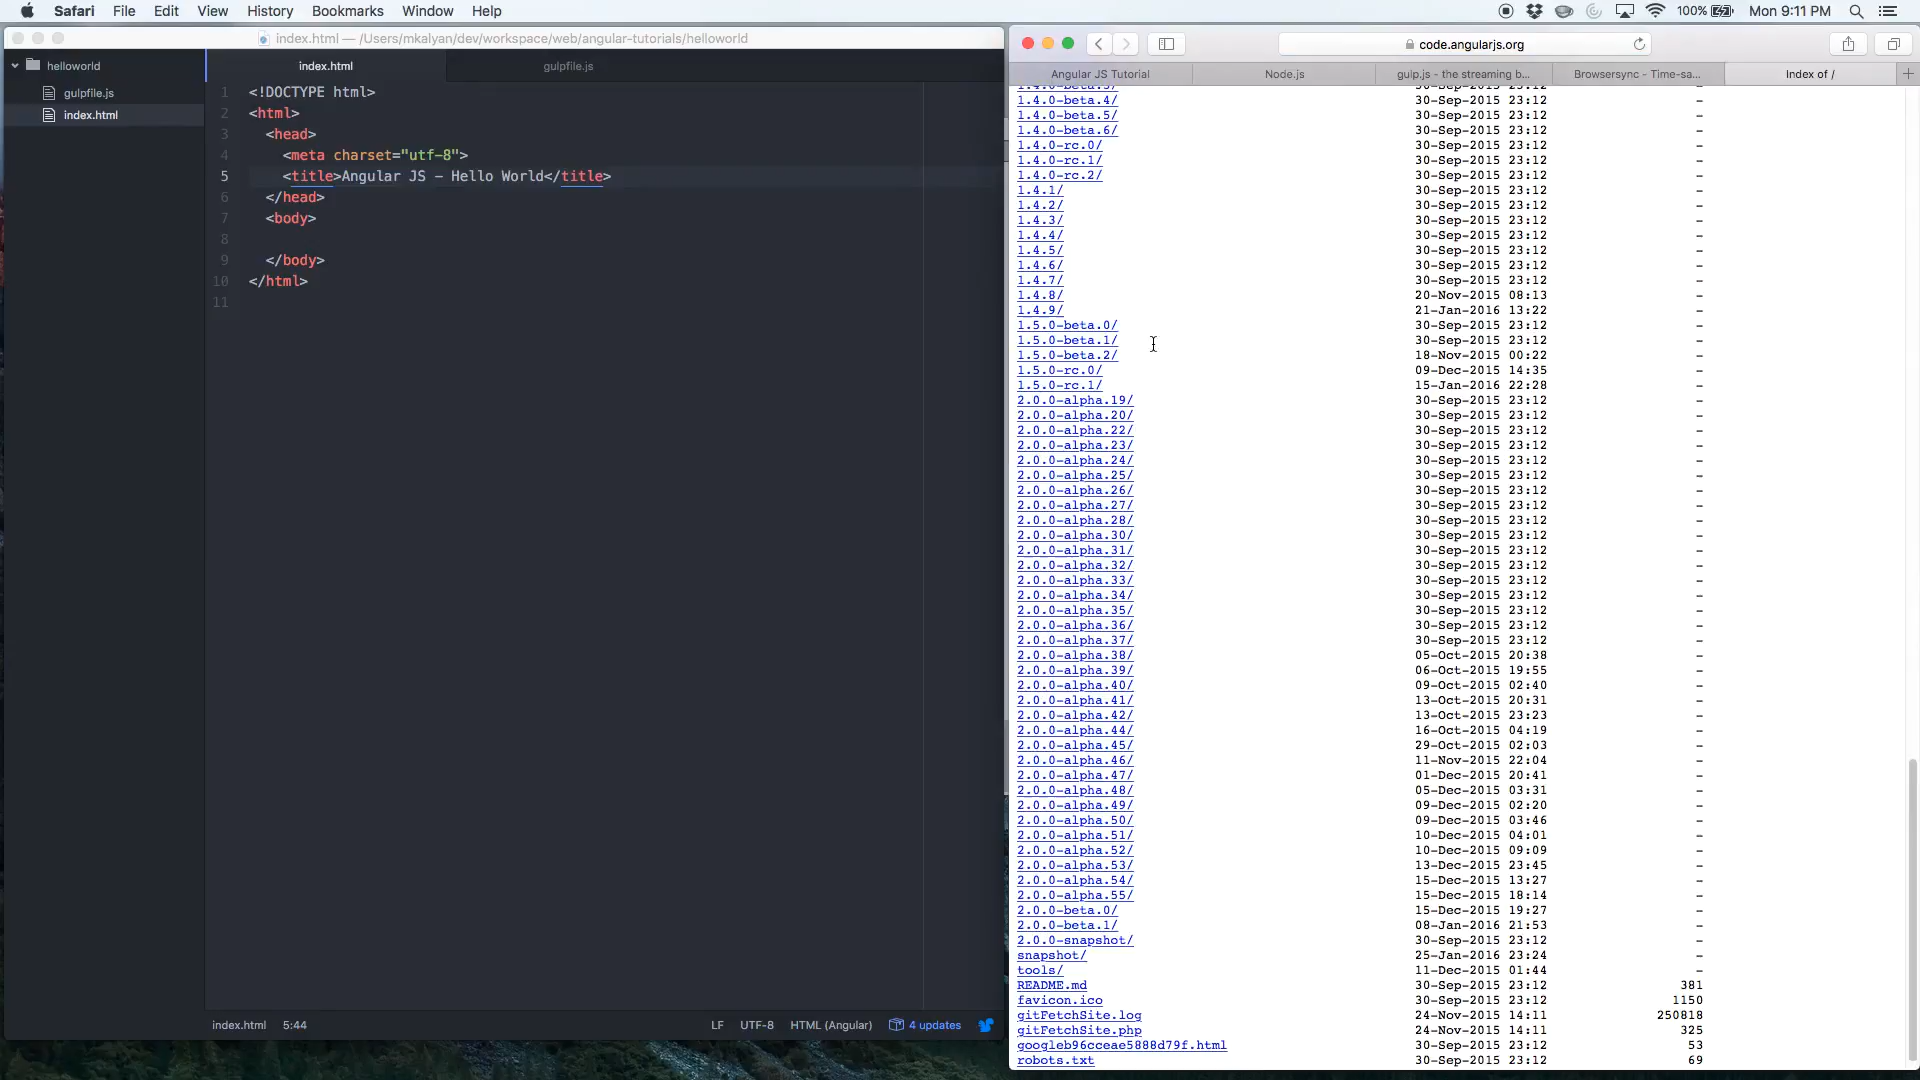 Safari File Edit View History Bookmarks Window Help
100% Mon 9:11 PM
index.html — /Users/mkalyan/dev/workspace/web/angular-tutorials/helloworld
helloworld
gulpfile.js
index.html
index.html gulpfile.js
1 <!DOCTYPE html>
2 <html>
3 <head>
4 <meta charset="utf-8">
5 <title>Angular JS - Hello World</title>
6 </head>
7 <body>
8
9 </body>
10 </html>
11
index.html 5:44 LF UTF-8 HTML (Angular) 4 updates
code.angularjs.org
Angular JS Tutorial Node.js gulp.js - the streaming b... Browsersync - Time-sa... Index of /
1.4.0-beta.4/ 30-Sep-2015 23:12 -
1.4.0-beta.5/ 30-Sep-2015 23:12 -
1.4.0-beta.6/ 30-Sep-2015 23:12 -
1.4.0-rc.0/ 30-Sep-2015 23:12 -
1.4.0-rc.1/ 30-Sep-2015 23:12 -
1.4.0-rc.2/ 30-Sep-2015 23:12 -
1.4.1/ 30-Sep-2015 23:12 -
1.4.2/ 30-Sep-2015 23:12 -
1.4.3/ 30-Sep-2015 23:12 -
1.4.4/ 30-Sep-2015 23:12 -
1.4.5/ 30-Sep-2015 23:12 -
1.4.6/ 30-Sep-2015 23:12 -
1.4.7/ 30-Sep-2015 23:12 -
1.4.8/ 20-Nov-2015 08:13 -
1.4.9/ 21-Jan-2016 13:22 -
1.5.0-beta.0/ 30-Sep-2015 23:12 -
1.5.0-beta.1/ 30-Sep-2015 23:12 -
1.5.0-beta.2/ 18-Nov-2015 00:22 -
1.5.0-rc.0/ 09-Dec-2015 14:35 -
1.5.0-rc.1/ 15-Jan-2016 22:28 -
2.0.0-alpha.19/ 30-Sep-2015 23:12 -
2.0.0-alpha.20/ 30-Sep-2015 23:12 -
2.0.0-alpha.22/ 30-Sep-2015 23:12 -
2.0.0-alpha.23/ 30-Sep-2015 23:12 -
2.0.0-alpha.24/ 30-Sep-2015 23:12 -
2.0.0-alpha.25/ 30-Sep-2015 23:12 -
2.0.0-alpha.26/ 30-Sep-2015 23:12 -
2.0.0-alpha.27/ 30-Sep-2015 23:12 -
2.0.0-alpha.28/ 30-Sep-2015 23:12 -
2.0.0-alpha.30/ 30-Sep-2015 23:12 -
2.0.0-alpha.31/ 30-Sep-2015 23:12 -
2.0.0-alpha.32/ 30-Sep-2015 23:12 -
2.0.0-alpha.33/ 30-Sep-2015 23:12 -
2.0.0-alpha.34/ 30-Sep-2015 23:12 -
2.0.0-alpha.35/ 30-Sep-2015 23:12 -
2.0.0-alpha.36/ 30-Sep-2015 23:12 -
2.0.0-alpha.37/ 30-Sep-2015 23:12 -
2.0.0-alpha.38/ 05-Oct-2015 20:38 -
2.0.0-alpha.39/ 06-Oct-2015 19:55 -
2.0.0-alpha.40/ 09-Oct-2015 02:40 -
2.0.0-alpha.41/ 13-Oct-2015 20:31 -
2.0.0-alpha.42/ 13-Oct-2015 23:23 -
2.0.0-alpha.44/ 16-Oct-2015 04:19 -
2.0.0-alpha.45/ 29-Oct-2015 02:03 -
2.0.0-alpha.46/ 11-Nov-2015 22:04 -
2.0.0-alpha.47/ 01-Dec-2015 20:41 -
2.0.0-alpha.48/ 05-Dec-2015 03:31 -
2.0.0-alpha.49/ 09-Dec-2015 02:20 -
2.0.0-alpha.50/ 09-Dec-2015 03:46 -
2.0.0-alpha.51/ 10-Dec-2015 04:01 -
2.0.0-alpha.52/ 10-Dec-2015 09:09 -
2.0.0-alpha.53/ 13-Dec-2015 23:45 -
2.0.0-alpha.54/ 15-Dec-2015 13:27 -
2.0.0-alpha.55/ 15-Dec-2015 18:14 -
2.0.0-beta.0/ 15-Dec-2015 19:27 -
2.0.0-beta.1/ 08-Jan-2016 21:53 -
2.0.0-snapshot/ 30-Sep-2015 23:12 -
snapshot/ 25-Jan-2016 23:24 -
tools/ 11-Dec-2015 01:44 -
README.md 30-Sep-2015 23:12 381
favicon.ico 30-Sep-2015 23:12 1150
gitFetchSite.log 24-Nov-2015 14:11 250818
gitFetchSite.php 24-Nov-2015 14:11 325
googleb96cceae5888d79f.html 30-Sep-2015 23:12 53
robots.txt 30-Sep-2015 23:12 69